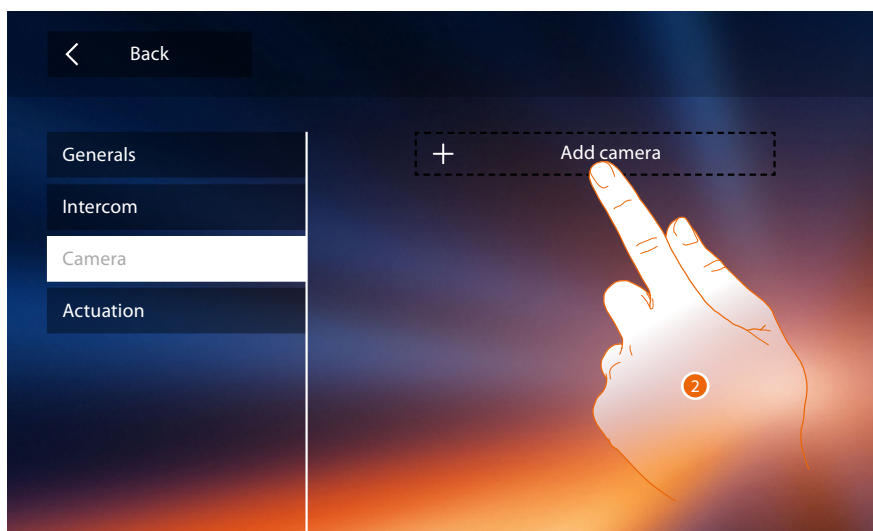 Back
Generals
Add camera
Intercom
Camera
Actuation
2